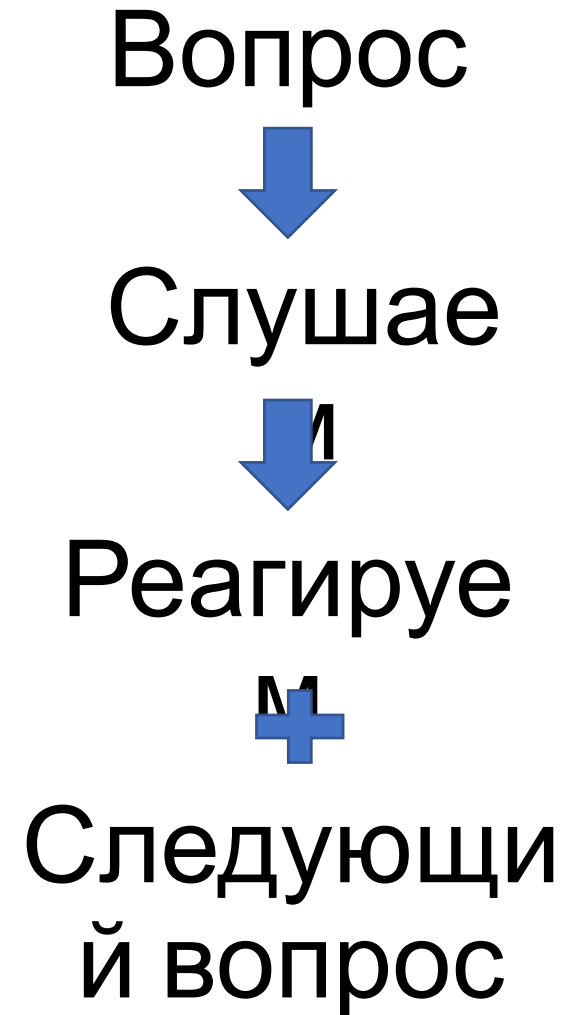 Вопрос
Слушае
м
Реагируе
м
Следующи
й вопрос